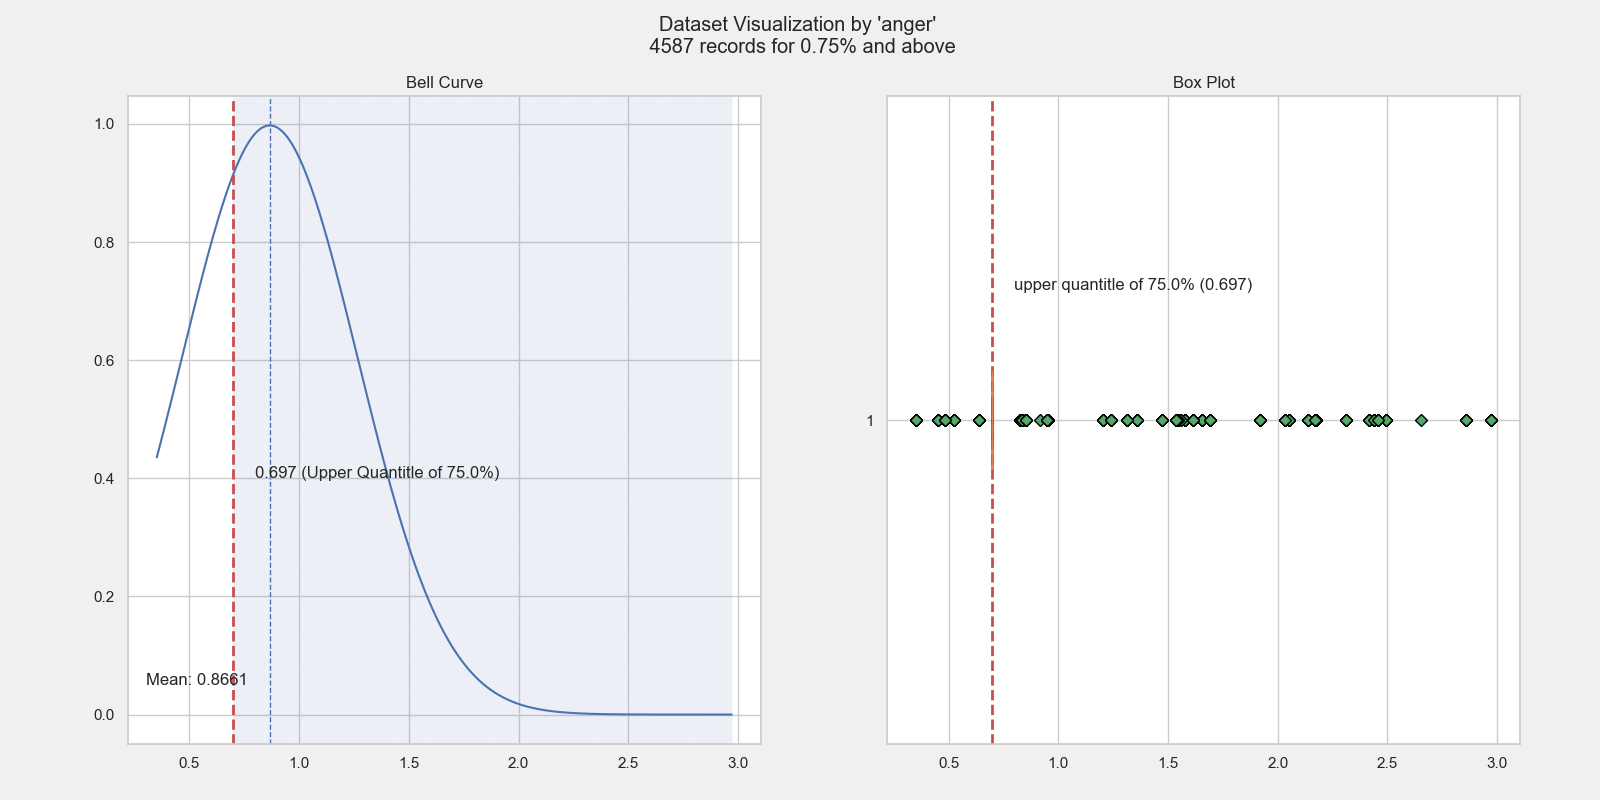 Dataset Visualization by 'anger'
4587 records for 0.75% and above
Bell Curve
1.0
0.8
0.6
0.4
0.2
0.0
0.697 (Upper Quantitle of 75.0%)
Mean: 0.8661
0.5 1.0 1.5 2.0 2.5 3.0
Box Plot
upper quantitle of 75.0% (0.697)
1
0.5 1.0 1.5 2.0 2.5 3.0